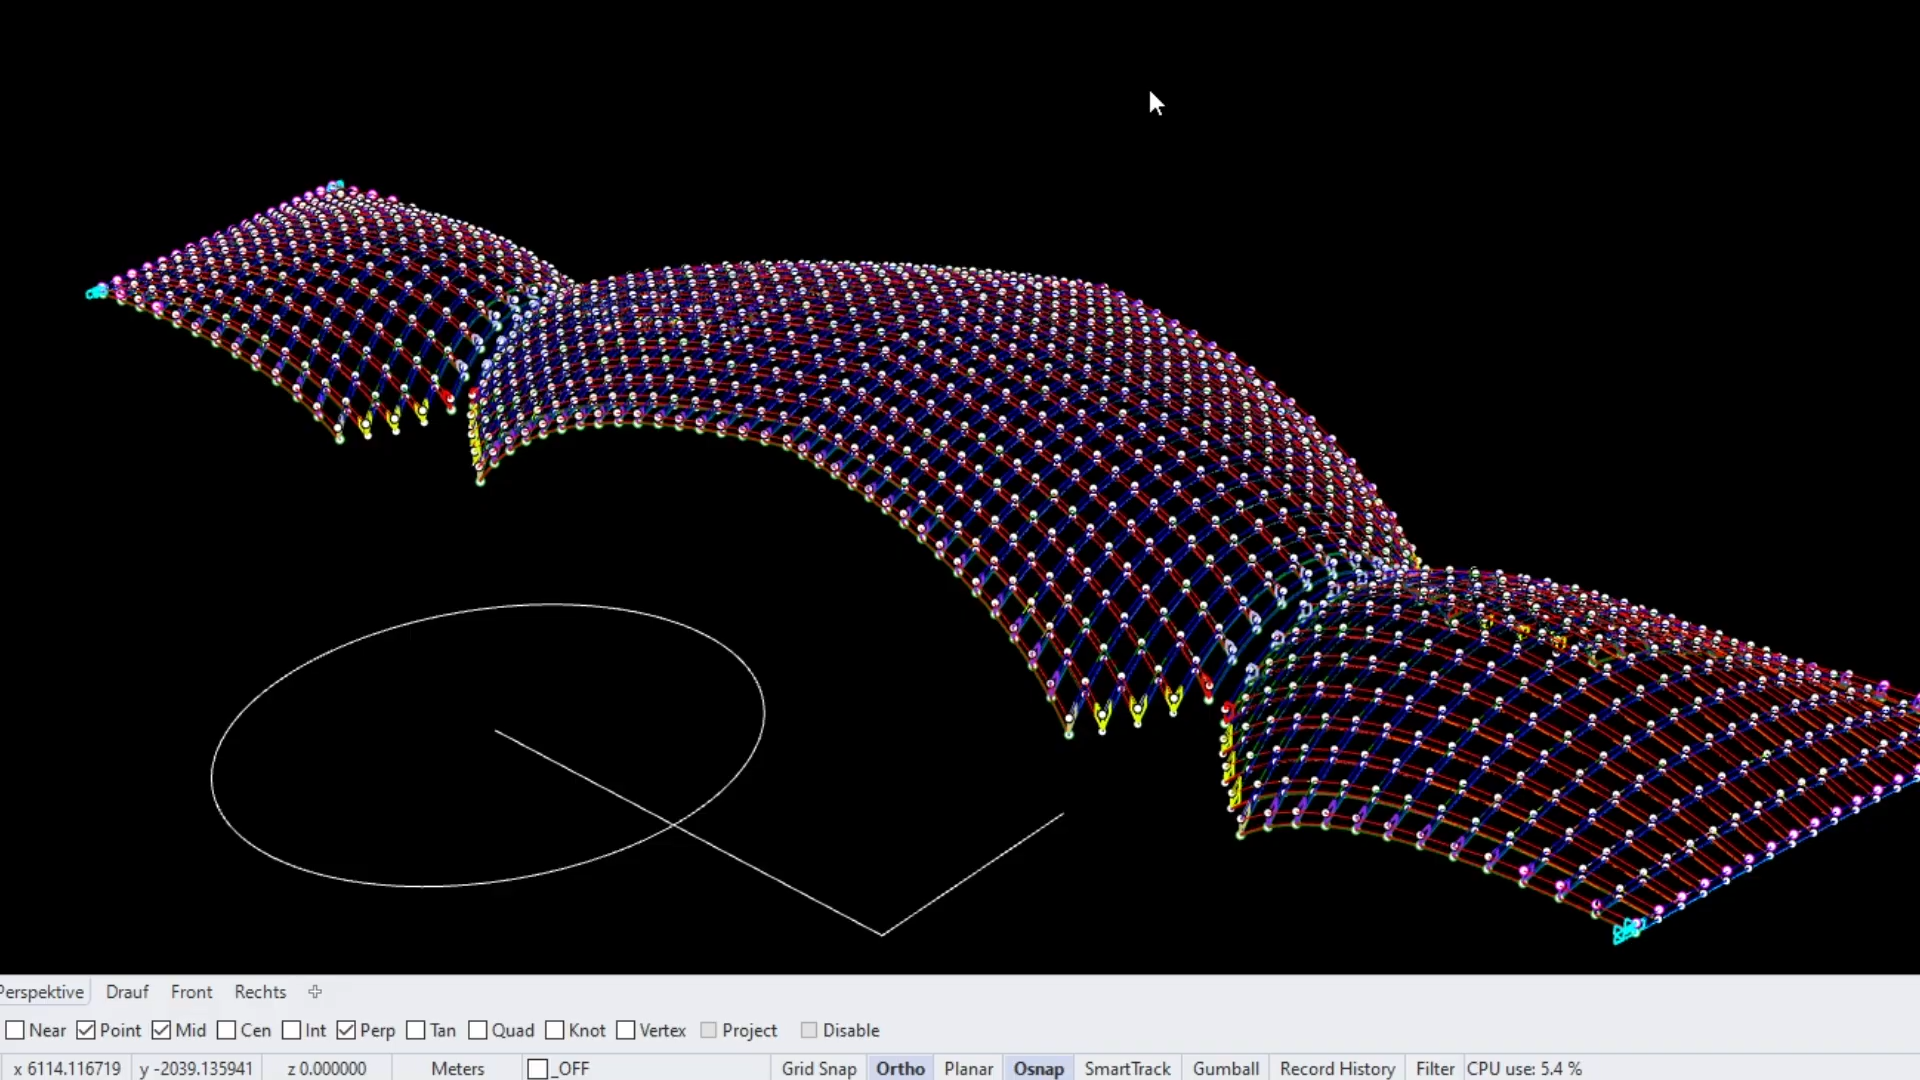 Perspektive Drauf Front Rechts
Near Point Mid Cen Int Perp Tan Quad Knot Vertex Project Disable
x 6114.116719 y -2039.135941 z 0.000000 Meters _OFF Grid Snap Ortho Planar Osnap SmartTrack Gumball Record History Filter CPU use: 5.4 %